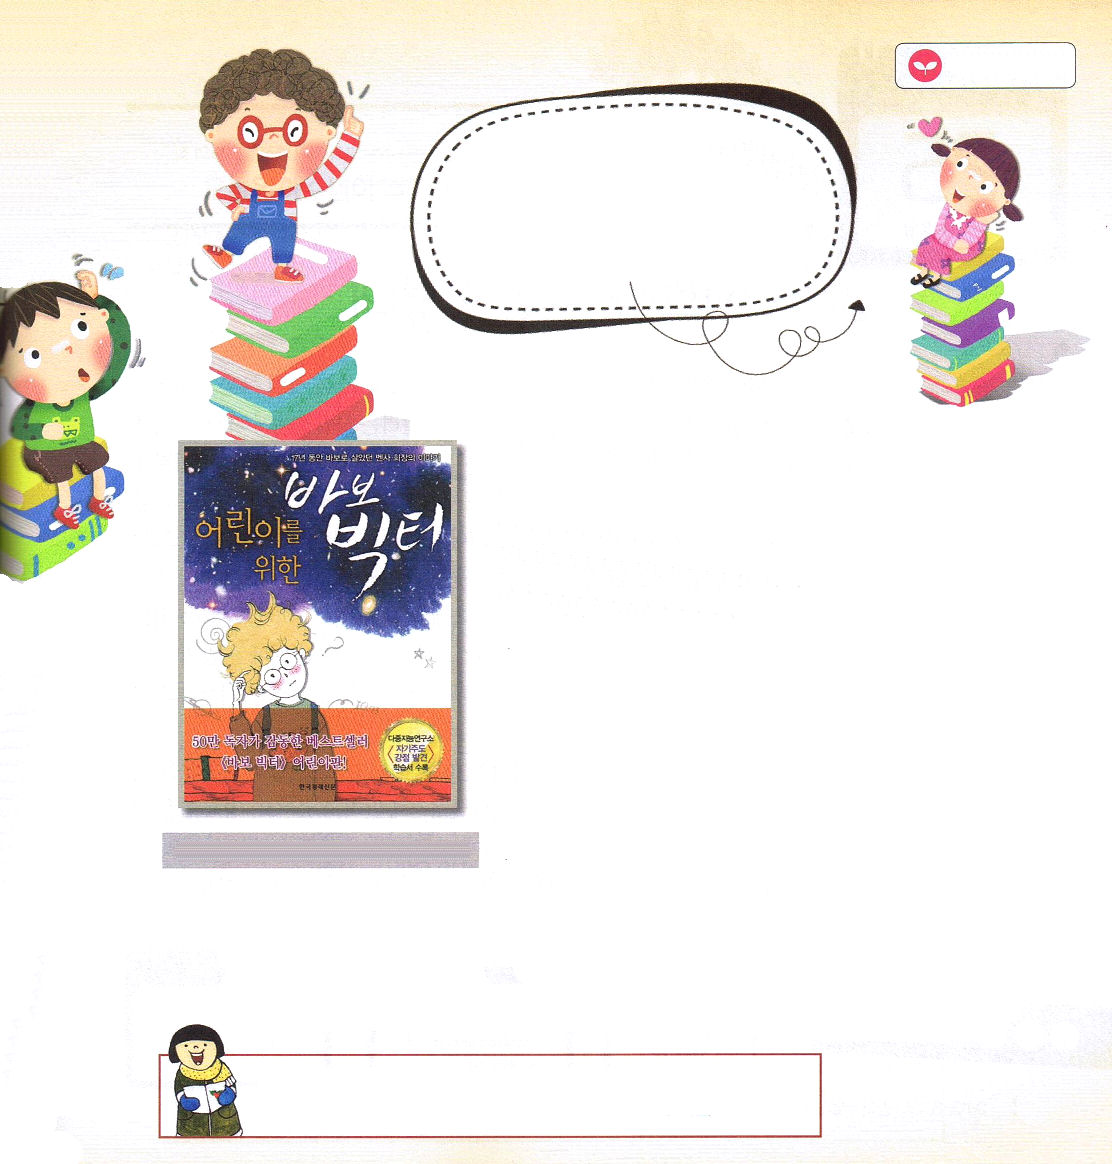 17년 동안 바보로 살았던 멘사 회장의 이야기
바보
빅터
어린이를
위한
50만 독자가 감동한 베스트셀러
《바보 빅터》 어린이판!
다중지능연구소
자기주도
강점 발견
학습서 수록
한국경제신문